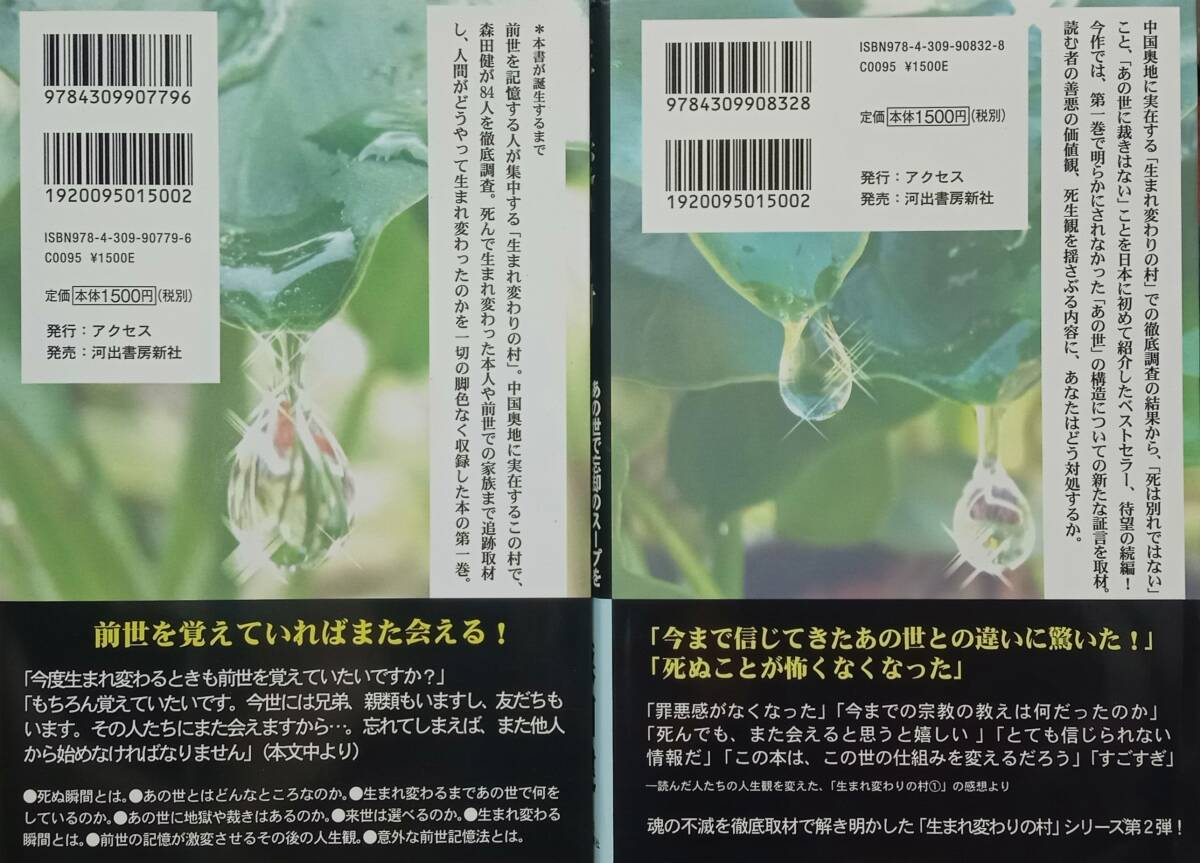 9784309907796
1920095015002
ISBN978-4-309-90779-6
C0095 ¥1500E
定価 本体1500円(税別)
発行：アクセス
発売：河出書房新社
＊本書が誕生するまで
前世を記憶する人が集中する「生まれ変わりの村」。中国奥地に実在するこの村で、
森田健が84人を徹底調査。死んで生まれ変わった本人や前世での家族まで追跡取材
し、人間がどうやって生まれ変わったのかを一切の脚色なく収録した本の第一巻。
前世を覚えていればまた会える！
「今度生まれ変わるときも前世を覚えていたいですか？」
「もちろん覚えていたいです。今世には兄弟、親類もいますし、友だちも
います。その人たちにまた会えますから…。忘れてしまえば、また他人
から始めなければなりません」（本文中より）
●死ぬ瞬間とは。●あの世とはどんなところなのか。●生まれ変わるまであの世で何を
しているのか。●あの世に地獄や裁きはあるのか。●来世は選べるのか。●生まれ変わる
瞬間とは。●前世の記憶が激変させるその後の人生観。●意外な前世記憶法とは。
あの世で忘却のスープを
9784309908328
1920095015002
ISBN978-4-309-90832-8
C0095 ¥1500E
定価 本体1500円(税別)
発行：アクセス
発売：河出書房新社
中国奥地に実在する「生まれ変わりの村」での徹底調査の結果から、「死は別れではない」
こと、「あの世に裁きはない」ことを日本に初めて紹介したベストセラー、待望の続編！
今作では、第一巻で明らかにされなかった「あの世」の構造についての新たな証言を取材。
読む者の善悪の価値観、死生観を揺さぶる内容に、あなたはどう対処するか。
「今まで信じてきたあの世との違いに驚いた！」
「死ぬことが怖くなくなった」
「罪悪感がなくなった」「今までの宗教の教えは何だったのか」
「死んでも、また会えると思うと嬉しい 」「とても信じられない
情報だ」「この本は、この世の仕組みを変えるだろう」「すごすぎ」
―読んだ人たちの人生観を変えた、「生まれ変わりの村①」の感想より
魂の不滅を徹底取材で解き明かした「生まれ変わりの村」シリーズ第２弾！